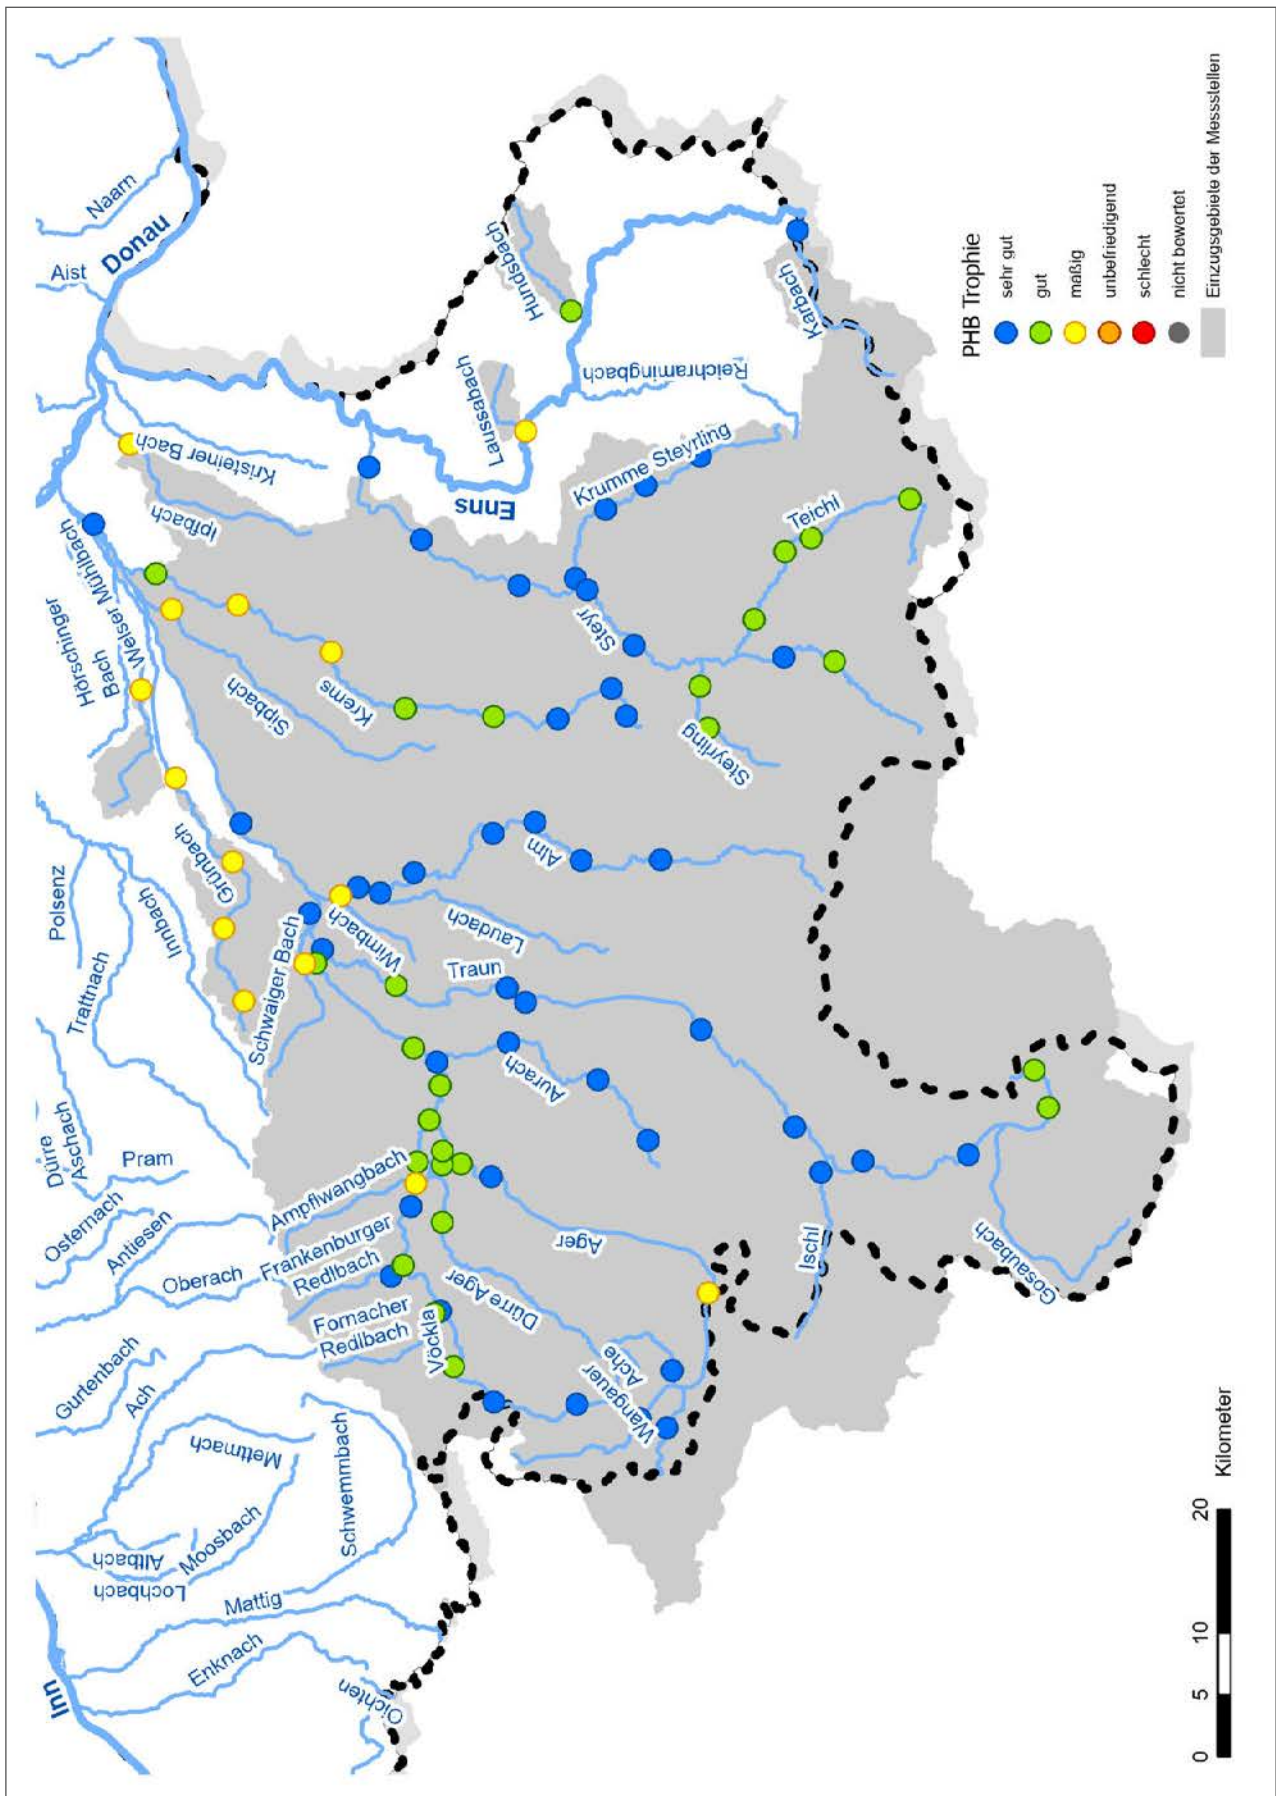 Naarn
Donau
Aist
Hundsbach
Karbach
Laussabach
Reichramingbach
Kristeiner Bach
Ipfbach
Enns
Krumme Steyrling
Teichl
Steyr
Steyrling
Hörschinger
Bach
Welser Mühlbach
Sipbach
Krems
Grünbach
Alm
Polsenz
Innbach
Trattnach
Schwaiger Bach
Wimbach
Laudach
Traun
Aurach
Dürre
Aschach
Pram
Osternach
Antiesen
Oberach
Ampflwangbach
Frankenburger
Redlbach
Fornacher
Redlbach
Vöckla
Dürre Ager
Ager
Ischl
Gosaubach
Wangauer
Ache
Gurtenbach
Ach
Mettmach
Schwemmbach
Moosbach
Altbach
Lochbach
Mattig
Enknach
Oichten
Inn
PHB Trophie
sehr gut
gut
mäßig
unbefriedigend
schlecht
nicht bewertet
Einzugsgebiete der Messstellen
0 5 10 20
Kilometer